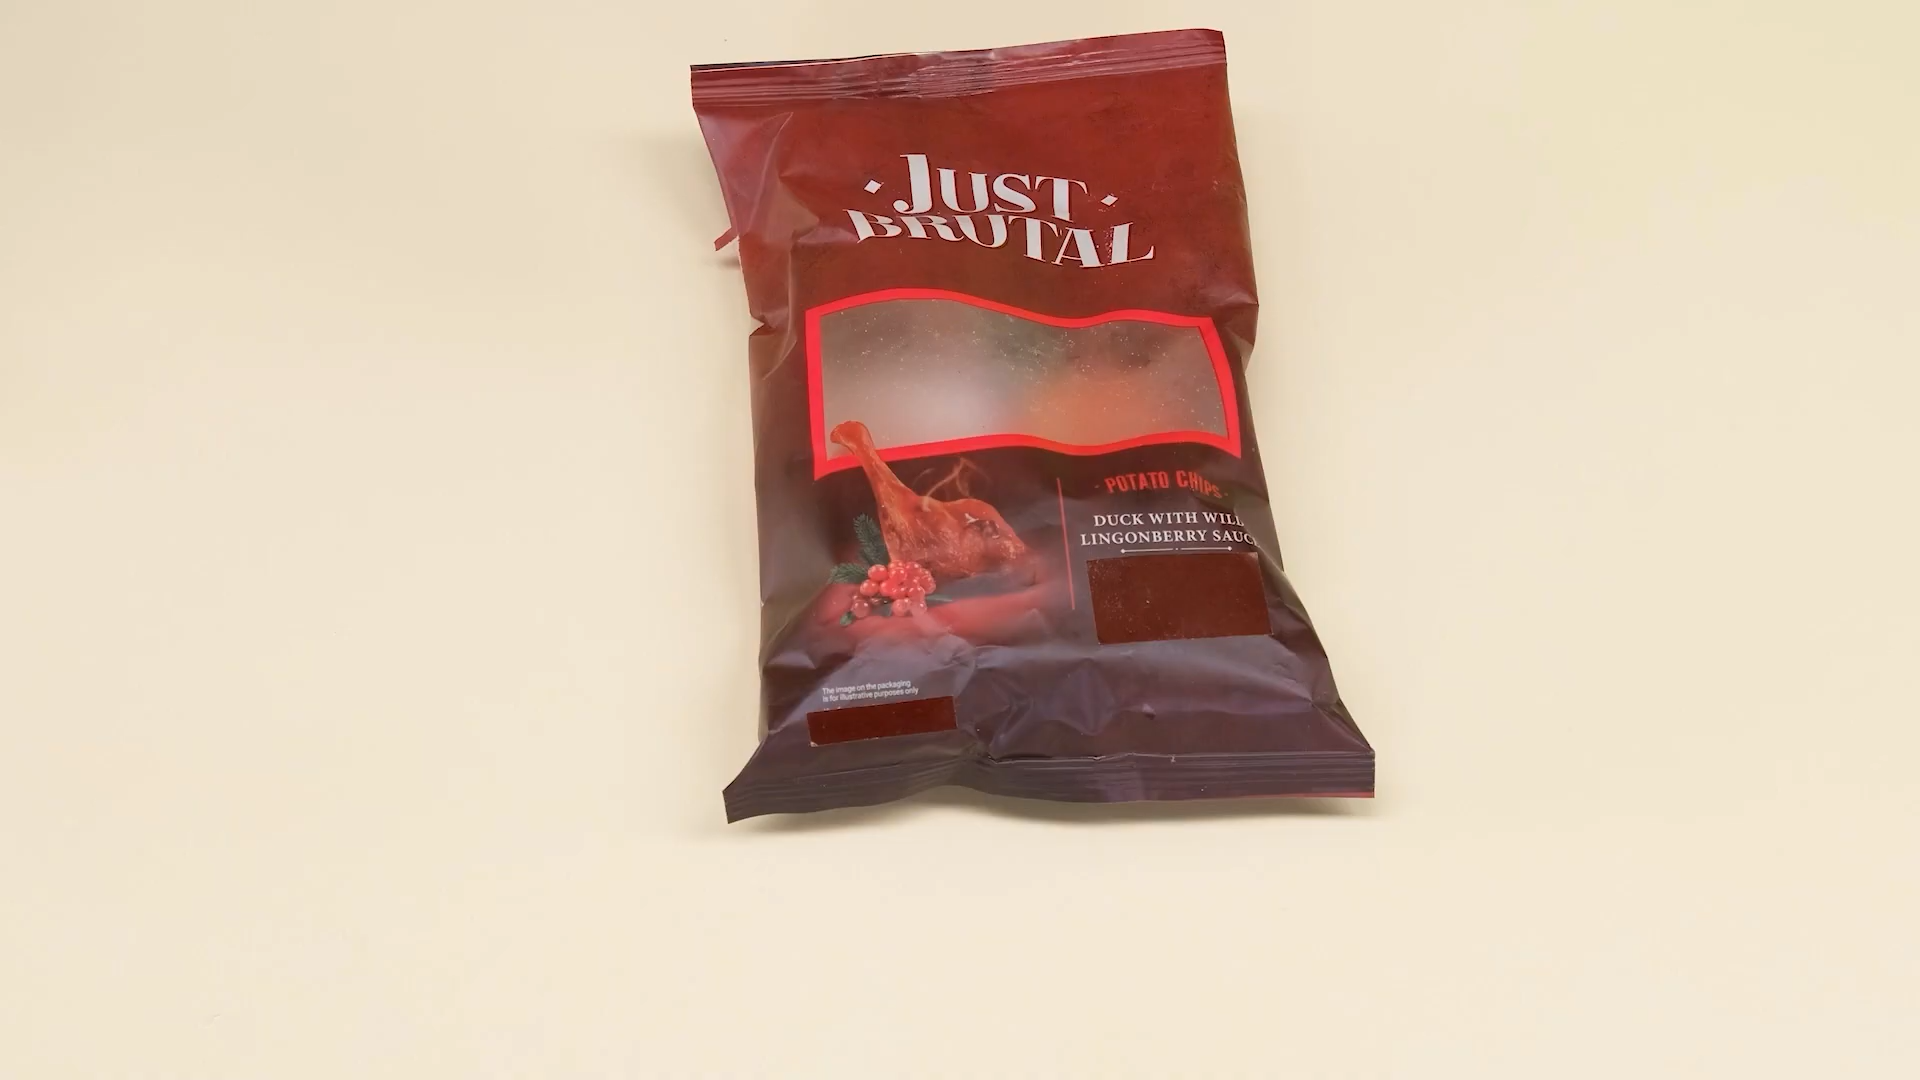 JUST
BRUTAL
POTATO CHIPS
DUCK WITH WILD
LINGONBERRY SAUCE
The image on the packaging
is for illustrative purposes only